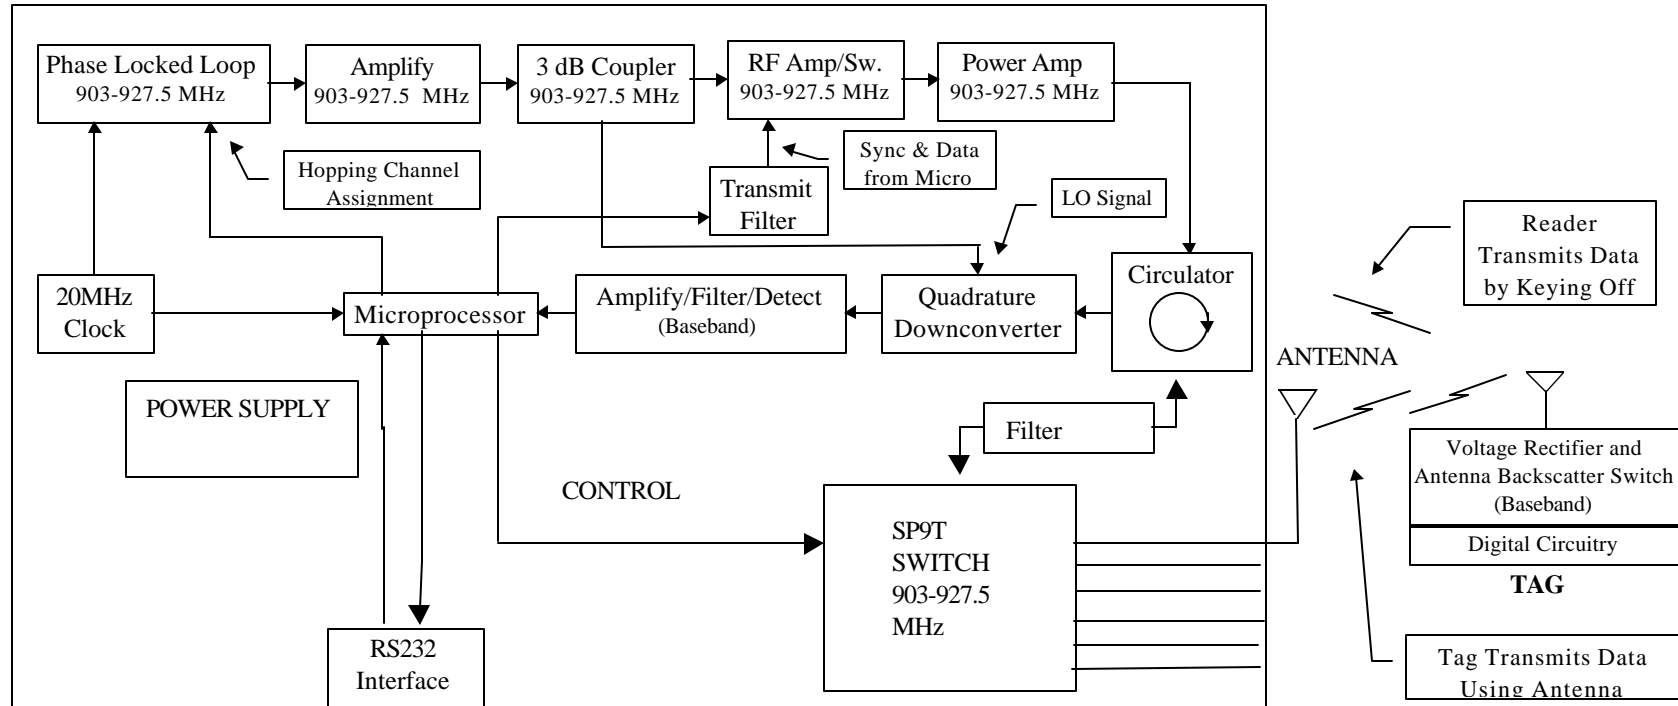 Phase Locked Loop
903-927.5 MHz
Amplify
903-927.5 MHz
3 dB Coupler
903-927.5 MHz
RF Amp/Sw.
903-927.5 MHz
Power Amp
903-927.5 MHz
Hopping Channel
Assignment
Sync & Data
from Micro
Transmit
Filter
LO Signal
Reader
Transmits Data
by Keying Off
20MHz
Clock
Microprocessor
Amplify/Filter/Detect
(Baseband)
Quadrature
Downconverter
Circulator
ANTENNA
POWER SUPPLY
Filter
Voltage Rectifier and
Antenna Backscatter Switch
(Baseband)
Digital Circuitry
TAG
CONTROL
SP9T
SWITCH
903-927.5
MHz
RS232
Interface
Tag Transmits Data
Using Antenna